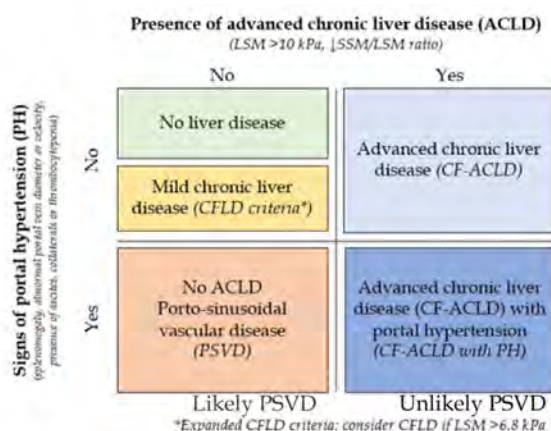 Presence of advanced chronic liver disease (ACLD)
(LSM >10 kPa, ↓SSM/LSM ratio)
No
Yes
Signs of portal hypertension (PH)
(splenomegaly, abnormal portal vein diameter or velocity,
presence of ascites, collaterals or thrombocytopenia)
No
No liver disease
Mild chronic liver
disease (CFLD criteria*)
Advanced chronic liver
disease (CF-ACLD)
Yes
No ACLD
Porto-sinusoidal
vascular disease
(PSVD)
Advanced chronic liver
disease (CF-ACLD) with
portal hypertension
(CF-ACLD with PH)
Likely PSVD
Unlikely PSVD
*Expanded CFLD criteria: consider CFLD if LSM >6.8 kPa